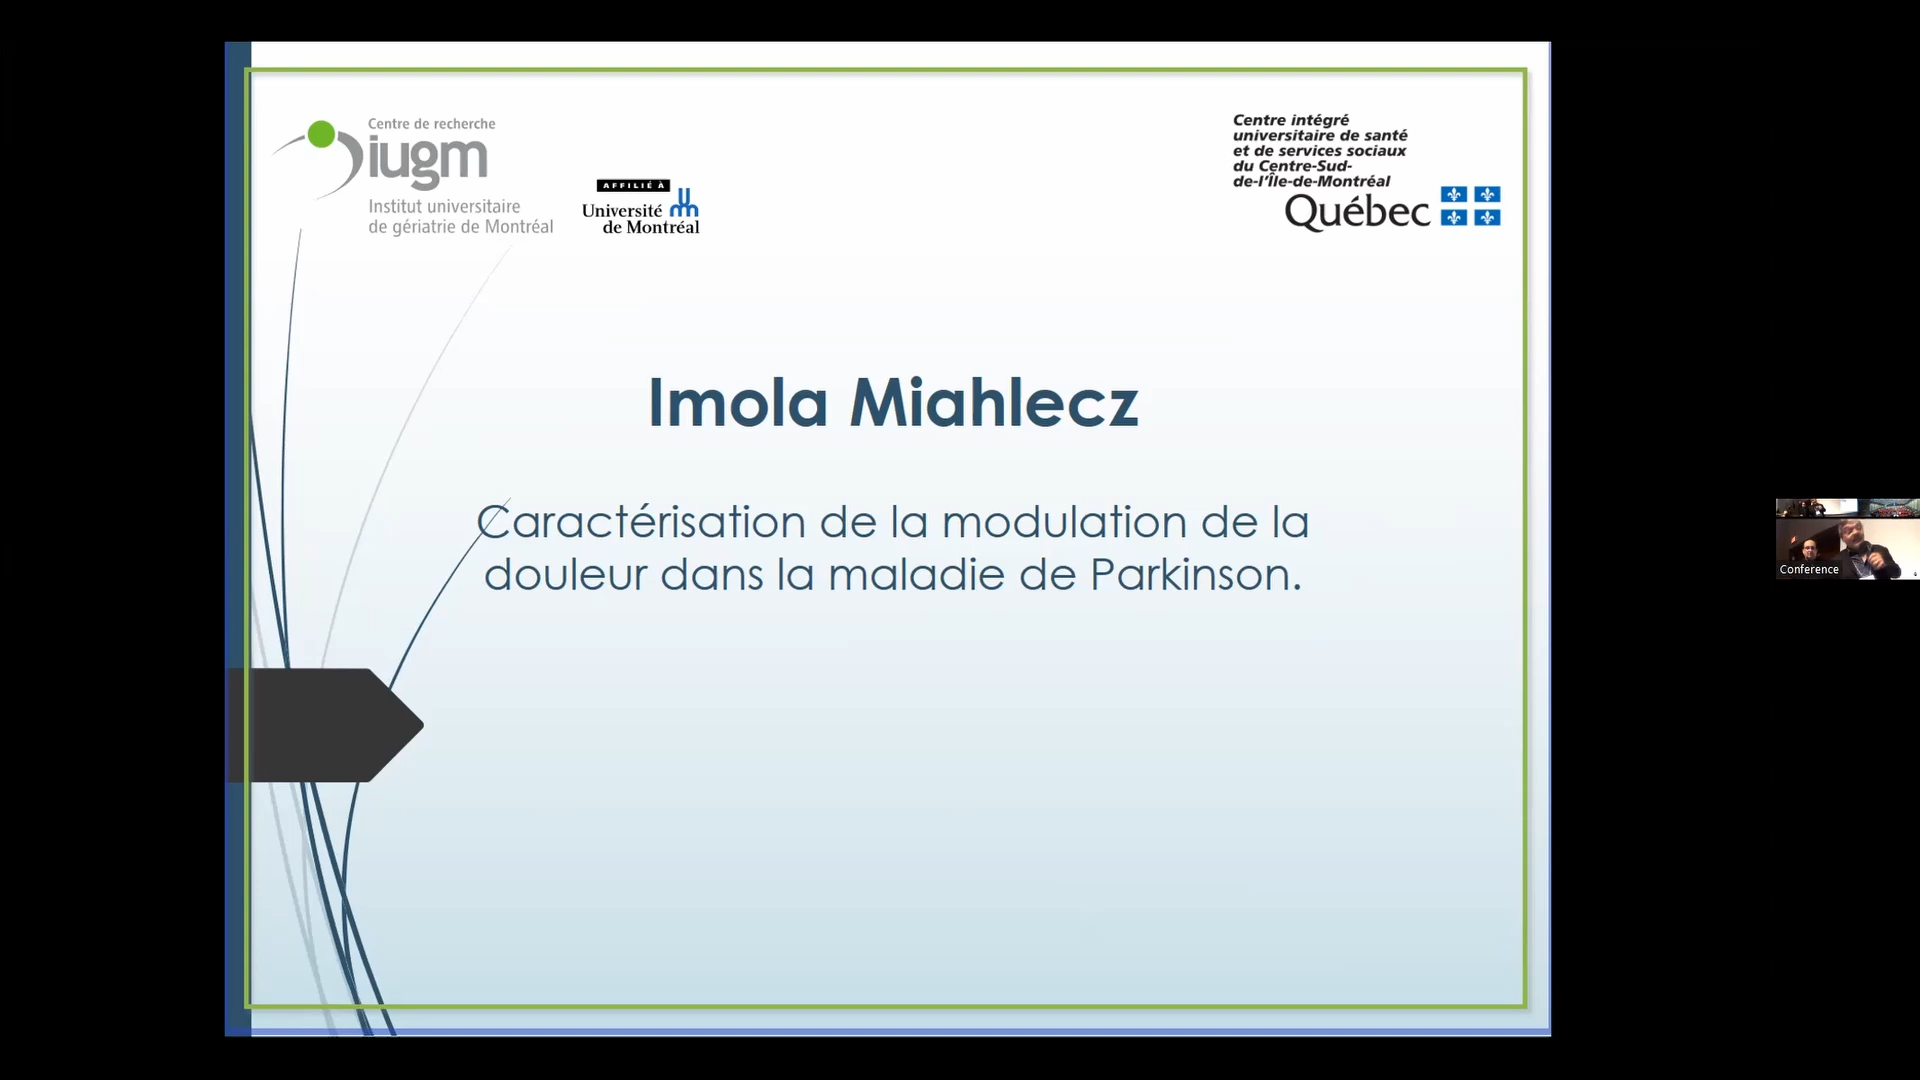 Centre de recherche
iugm
Institut universitaire
de gériatrie de Montréal
AFFILIÉ À
Université
de Montréal
Centre intégré
universitaire de santé
et de services sociaux
du Centre-Sud-
de-l'Île-de-Montréal
Québec
Imola Miahlecz
Caractérisation de la modulation de la
douleur dans la maladie de Parkinson.
Conference